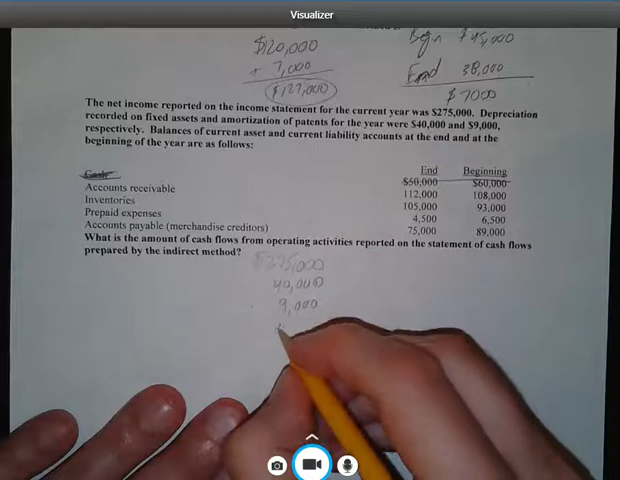 Visualizer
$120,000
+ 7,000
$127,000
Begn $45,000
End 38,000
$7000
The net income reported on the income statement for the current year was $275,000. Depreciation
recorded on fixed assets and amortization of patents for the year were $40,000 and $9,000,
respectively. Balances of current asset and current liability accounts at the end and at the
beginning of the year are as follows:
End Beginning
Cash $50,000 $60,000
Accounts receivable 112,000 108,000
Inventories 105,000 93,000
Prepaid expenses 4,500 6,500
Accounts payable (merchandise creditors) 75,000 89,000
What is the amount of cash flows from operating activities reported on the statement of cash flows
prepared by the indirect method?
$275,000
40,000
9,000